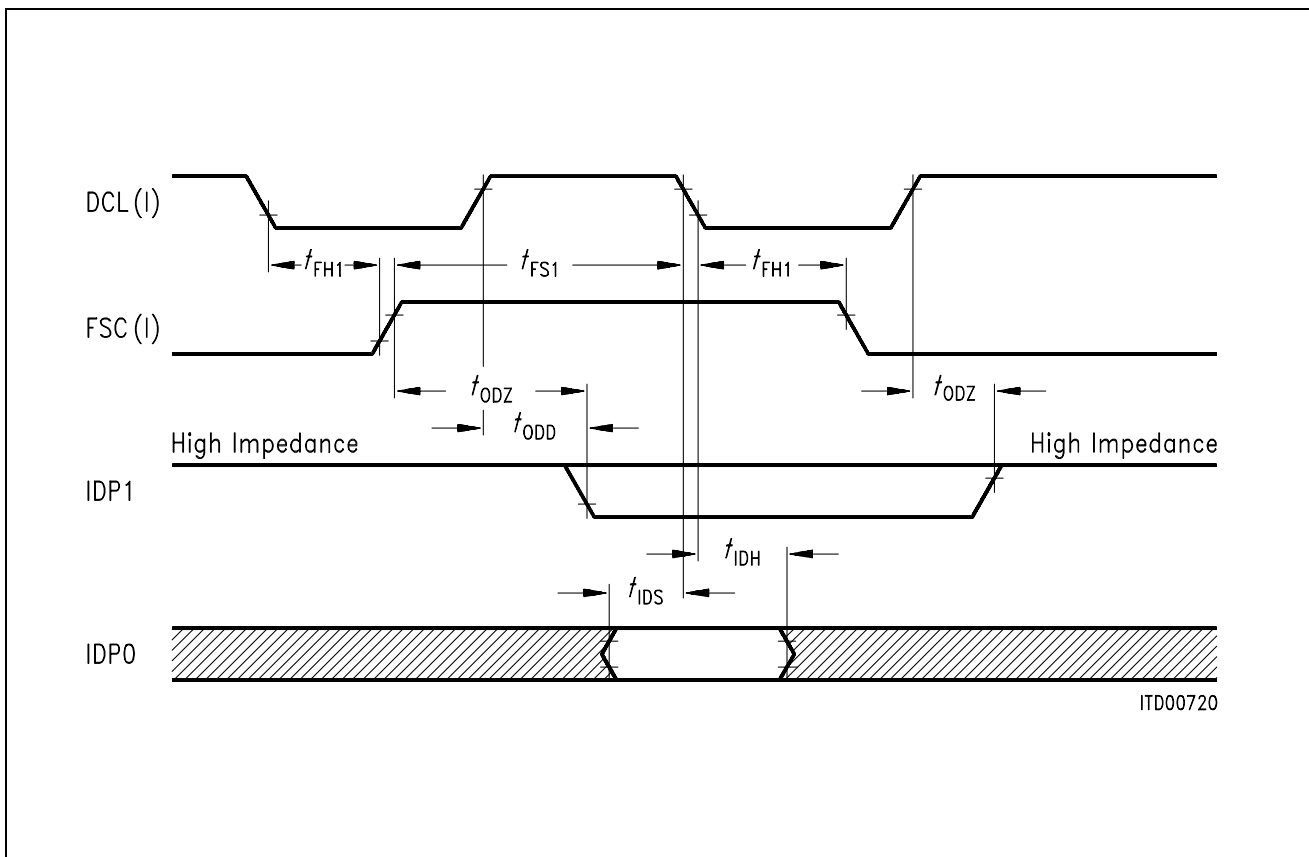 DCL (I)
tFH1
tFS1
tFH1
FSC (I)
tODZ
tODZ
tODD
High Impedance
High Impedance
IDP1
tIDH
tIDS
IDP0
ITD00720